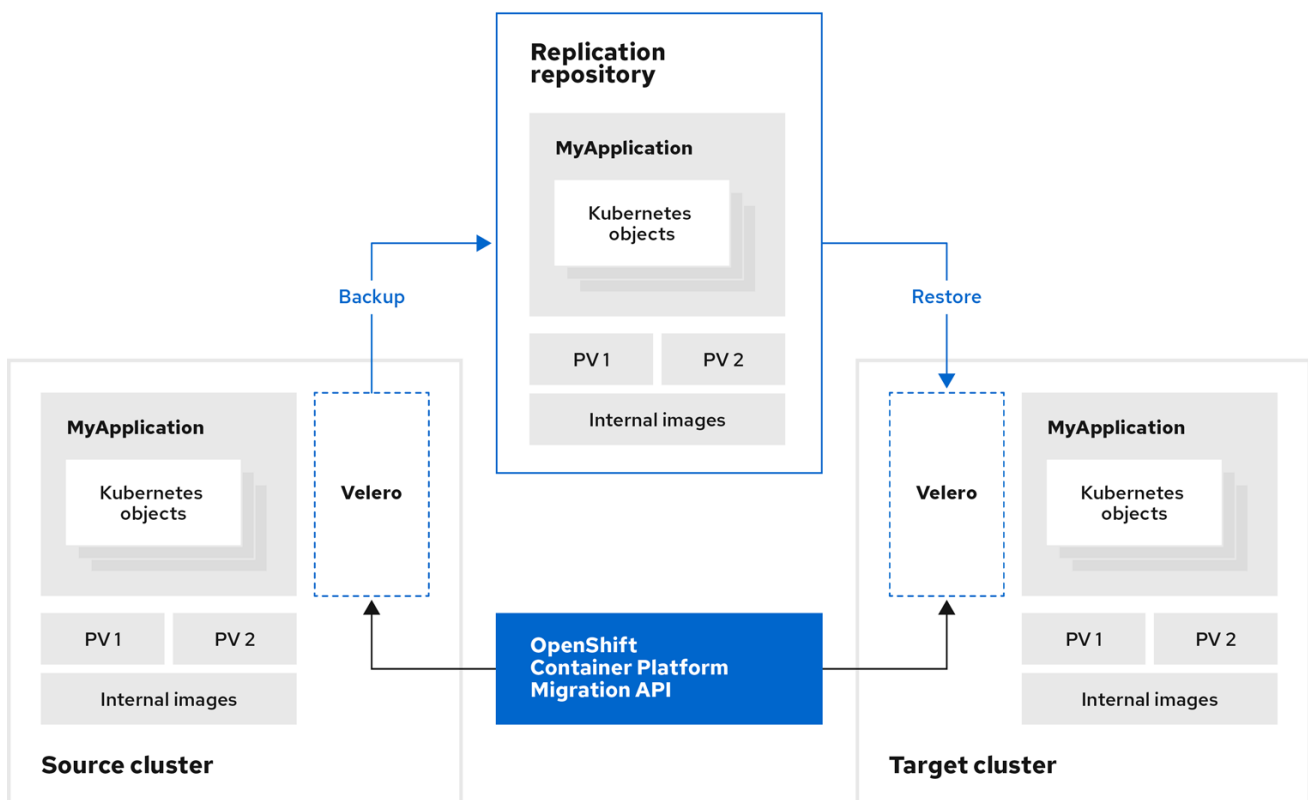 Replication
repository
MyApplication
Kubernetes
objects
PV 1
PV 2
Internal images
Backup
Restore
MyApplication
Kubernetes
objects
Velero
PV 1
PV 2
Internal images
Source cluster
OpenShift
Container Platform
Migration API
Velero
MyApplication
Kubernetes
objects
PV 1
PV 2
Internal images
Target cluster